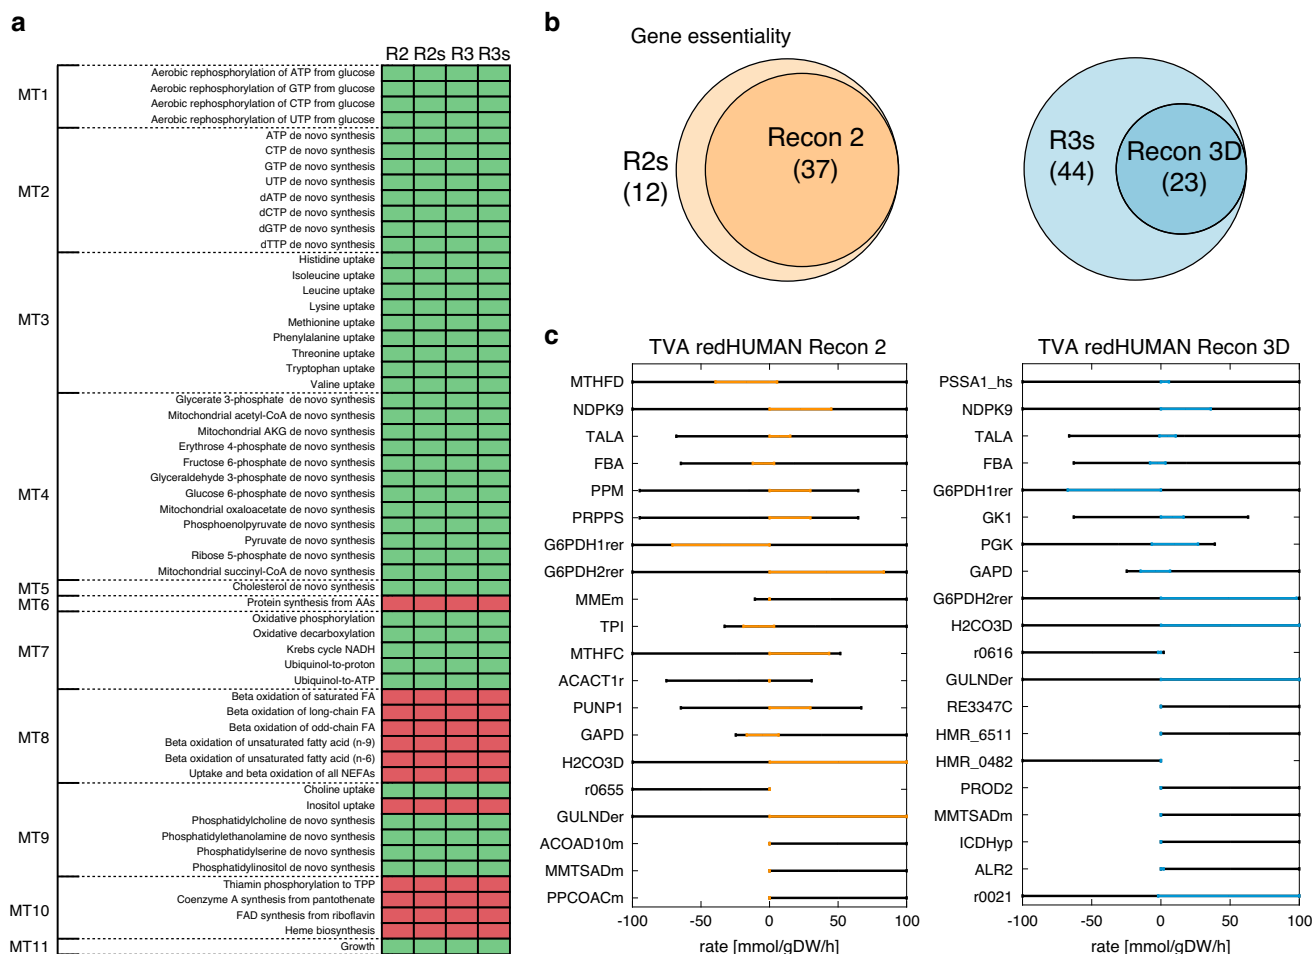 a
R2 R2s R3 R3s
MT1
Aerobic rephosphorylation of ATP from glucose
Aerobic rephosphorylation of GTP from glucose
Aerobic rephosphorylation of CTP from glucose
Aerobic rephosphorylation of UTP from glucose
MT2
ATP de novo synthesis
CTP de novo synthesis
GTP de novo synthesis
UTP de novo synthesis
dATP de novo synthesis
dCTP de novo synthesis
dGTP de novo synthesis
dTTP de novo synthesis
MT3
Histidine uptake
Isoleucine uptake
Leucine uptake
Lysine uptake
Methionine uptake
Phenylalanine uptake
Threonine uptake
Tryptophan uptake
Valine uptake
MT4
Glycerate 3-phosphate de novo synthesis
Mitochondrial acetyl-CoA de novo synthesis
Mitochondrial AKG de novo synthesis
Erythrose 4-phosphate de novo synthesis
Fructose 6-phosphate de novo synthesis
Glyceraldehyde 3-phosphate de novo synthesis
Glucose 6-phosphate de novo synthesis
Mitochondrial oxaloacetate de novo synthesis
Phosphoenolpyruvate de novo synthesis
Pyruvate de novo synthesis
Ribose 5-phosphate de novo synthesis
Mitochondrial succinyl-CoA de novo synthesis
MT5
Cholesterol de novo synthesis
MT6
Protein synthesis from AAs
MT7
Oxidative phosphorylation
Oxidative decarboxylation
Krebs cycle NADH
Ubiquinol-to-proton
Ubiquinol-to-ATP
MT8
Beta oxidation of saturated FA
Beta oxidation of long-chain FA
Beta oxidation of odd-chain FA
Beta oxidation of unsaturated fatty acid (n-9)
Beta oxidation of unsaturated fatty acid (n-6)
Uptake and beta oxidation of all NEFAs
MT9
Choline uptake
Inositol uptake
Phosphatidylcholine de novo synthesis
Phosphatidylethanolamine de novo synthesis
Phosphatidylserine de novo synthesis
Phosphatidylinositol de novo synthesis
MT10
Thiamin phosphorylation to TPP
Coenzyme A synthesis from pantothenate
FAD synthesis from riboflavin
Heme biosynthesis
MT11
Growth
b
Gene essentiality
R2s
(12)
Recon 2
(37)
R3s
(44)
Recon 3D
(23)
c
TVA redHUMAN Recon 2
MTHFD
NDPK9
TALA
FBA
PPM
PRPPS
G6PDH1rer
G6PDH2rer
MMEm
TPI
MTHFC
ACACT1r
PUNP1
GAPD
H2CO3D
r0655
GULNDer
ACOAD10m
MMTSADm
PPCOACm
-100 -50 0 50 100
rate [mmol/gDW/h]
TVA redHUMAN Recon 3D
PSSA1_hs
NDPK9
TALA
FBA
G6PDH1rer
GK1
PGK
GAPD
G6PDH2rer
H2CO3D
r0616
GULNDer
RE3347C
HMR_6511
HMR_0482
PROD2
MMTSADm
ICDHyp
ALR2
r0021
-100 -50 0 50 100
rate [mmol/gDW/h]